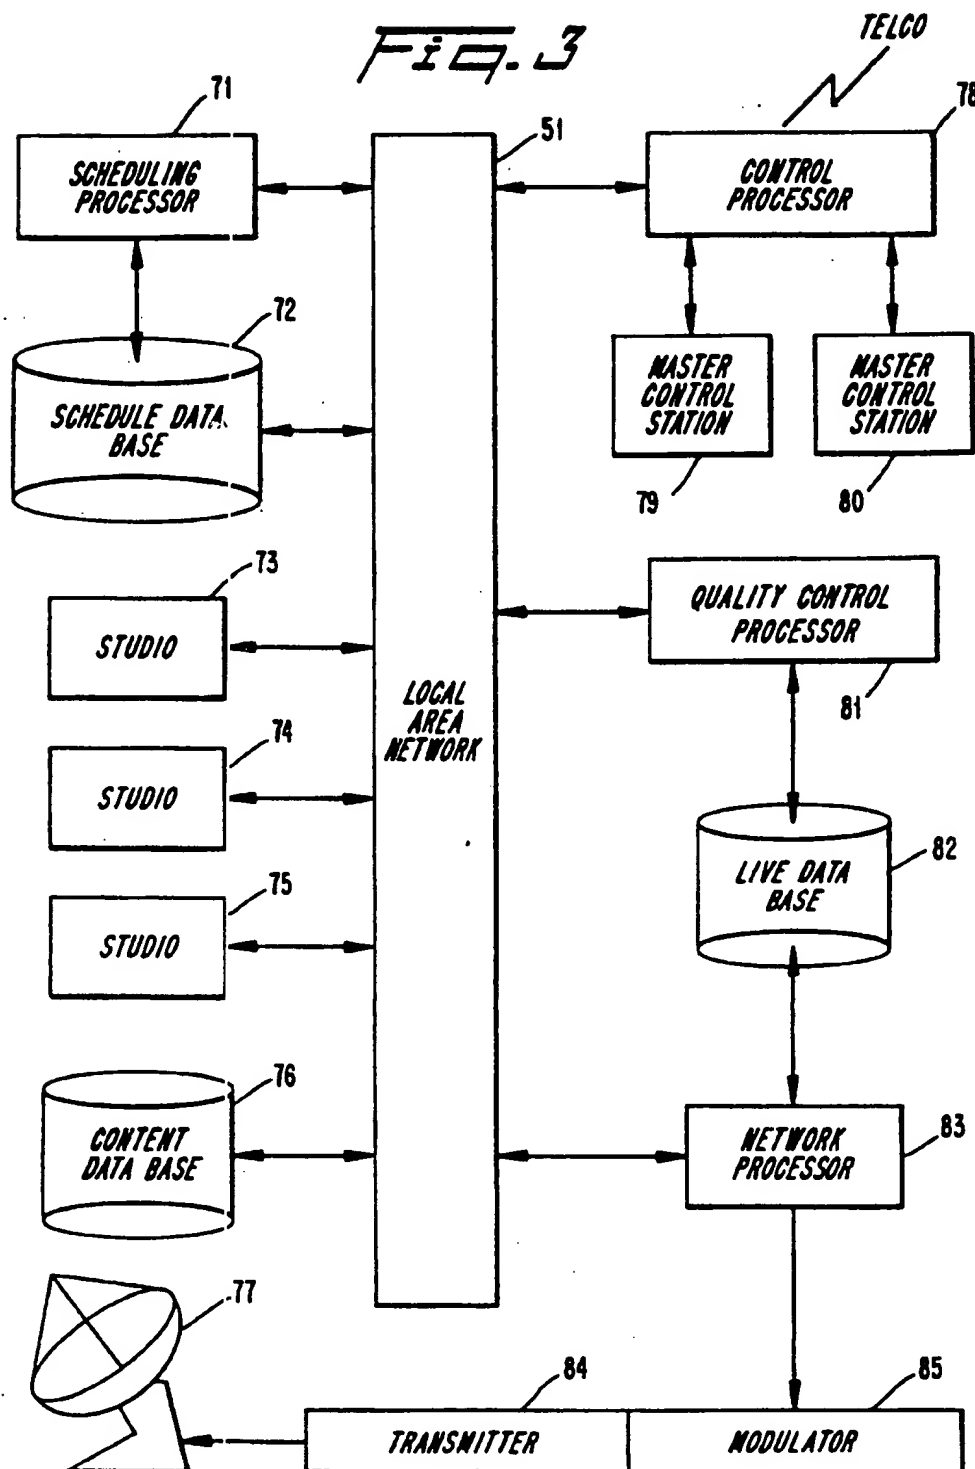 Fig. 3
TELCO
71
51
78
SCHEDULING
PROCESSOR
CONTROL
PROCESSOR
72
SCHEDULE DATA
BASE
MASTER
CONTROL
STATION
MASTER
CONTROL
STATION
79
80
73
STUDIO
QUALITY CONTROL
PROCESSOR
81
LOCAL
AREA
NETWORK
74
STUDIO
82
LIVE DATA
BASE
75
STUDIO
76
CONTENT
DATA BASE
83
NETWORK
PROCESSOR
77
84
85
TRANSMITTER
MODULATOR